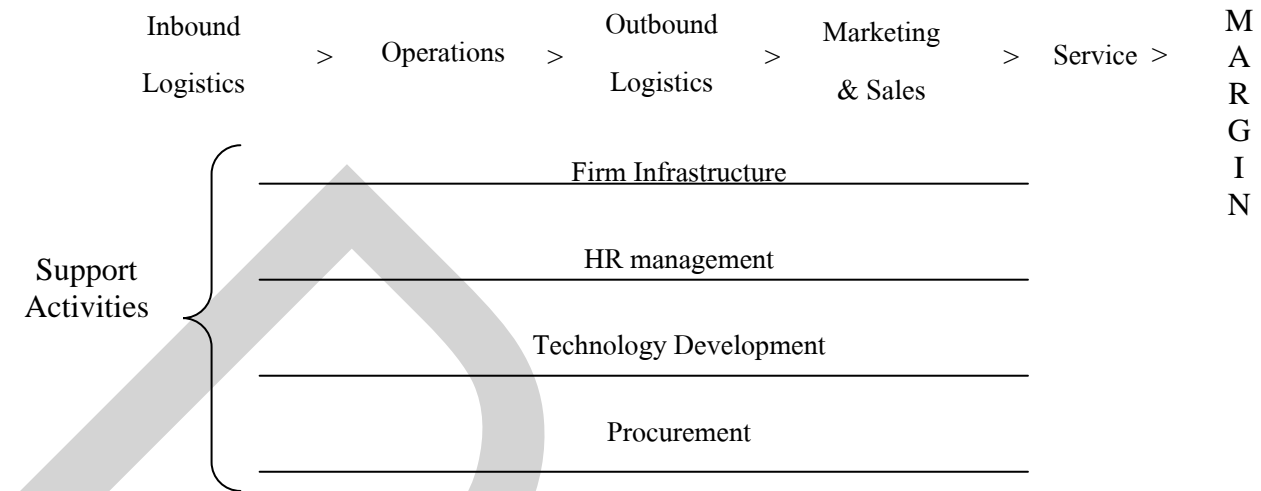 Inbound
Logistics
>
Operations
>
Outbound
Logistics
>
Marketing
& Sales
>
Service >
M
A
R
G
I
N
Support
Activities
Firm Infrastructure
HR management
Technology Development
Procurement